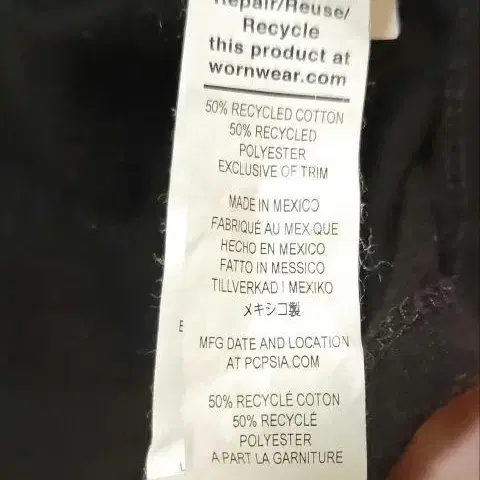 Repair/Reuse/
Recycle
this product at
wornwear.com
50% RECYCLED COTTON
50% RECYCLED
POLYESTER
EXCLUSIVE OF TRIM
MADE IN MEXICO
FABRIQUÉ AU MEXIQUE
HECHO EN MEXICO
FATTO IN MESSICO
TILLVERKAD I MEXIKO
メキシコ製
E
MFG DATE AND LOCATION
AT PCPSIA.COM
50% RECYCLÉ COTON
50% RECYCLÉ
POLYESTER
A PART LA GARNITURE
L